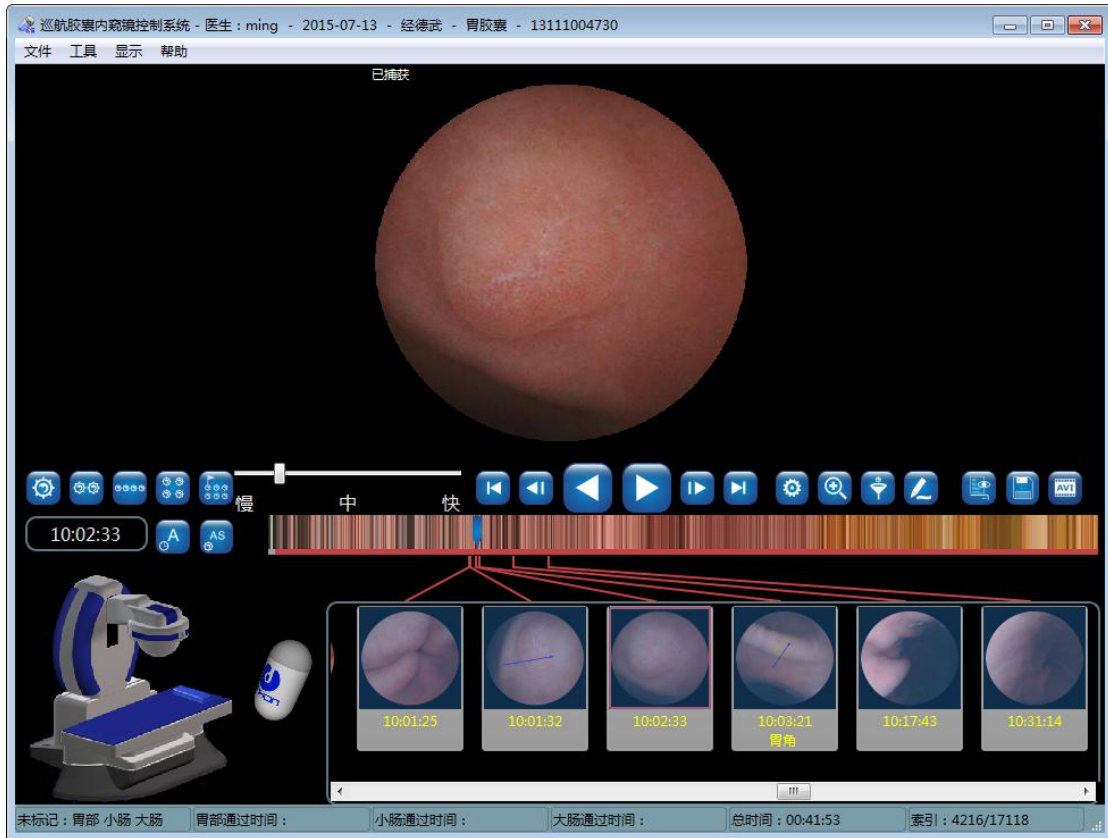 巡航胶囊内窥镜控制系统 - 医生：ming - 2015-07-13 - 经德武 - 胃胶囊 - 13111004730
文件 工具 显示 帮助
已捕获
慢 中 快
AVI
10:02:33 A AS
10:01:25 10:01:32 10:02:33 10:03:21 10:17:43 10:31:14
胃角
未标记：胃部 小肠 大肠 胃部通过时间： 小肠通过时间： 大肠通过时间： 总时间：00:41:53 索引：4216/17118